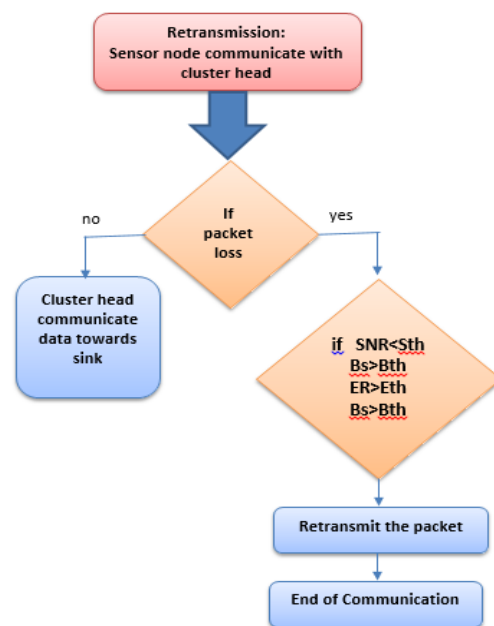 Retransmission:
Sensor node communicate with
cluster head
If
packet
loss
no
yes
Cluster head
communicate
data towards
sink
if SNR<Sth
Bs>Bth
ER>Eth
Bs>Bth
Retransmit the packet
End of Communication